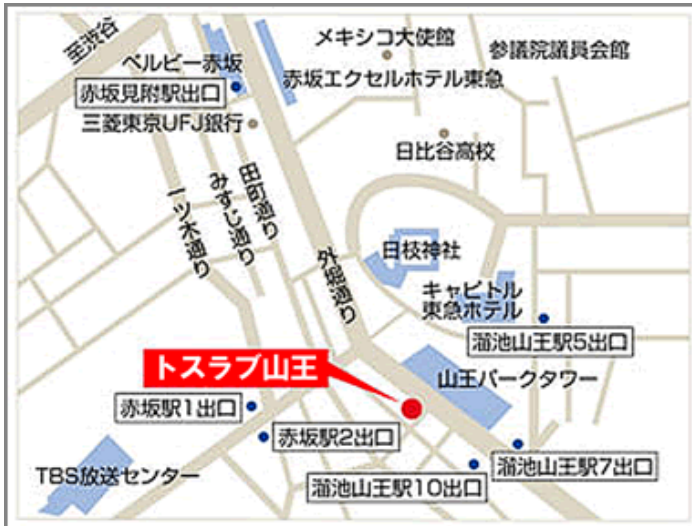 至渋谷
メキシコ大使館
参議院議員会館
ベルビー赤坂
赤坂エクセルホテル東急
赤坂見附駅出口
三菱東京UFJ銀行
日比谷高校
田町通り
みすじ通り
一ツ木通り
外堀通り
日枝神社
キャピトル
東急ホテル
溜池山王駅5出口
トスラブ山王
山王パークタワー
赤坂駅1出口
赤坂駅2出口
TBS放送センター
溜池山王駅7出口
溜池山王駅10出口